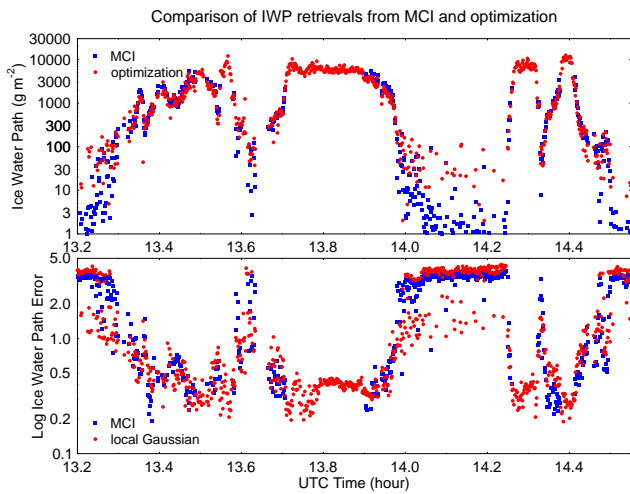 Comparison of IWP retrievals from MCI and optimization
Ice Water Path (g m-2)
30000
10000
3000
1000
300
100
30
10
3
1
MCI
optimization
13.2 13.4 13.6 13.8 14.0 14.2 14.4
Log Ice Water Path Error
5.0
2.0
1.0
0.5
0.2
0.1
MCI
local Gaussian
13.2 13.4 13.6 13.8 14.0 14.2 14.4
UTC Time (hour)